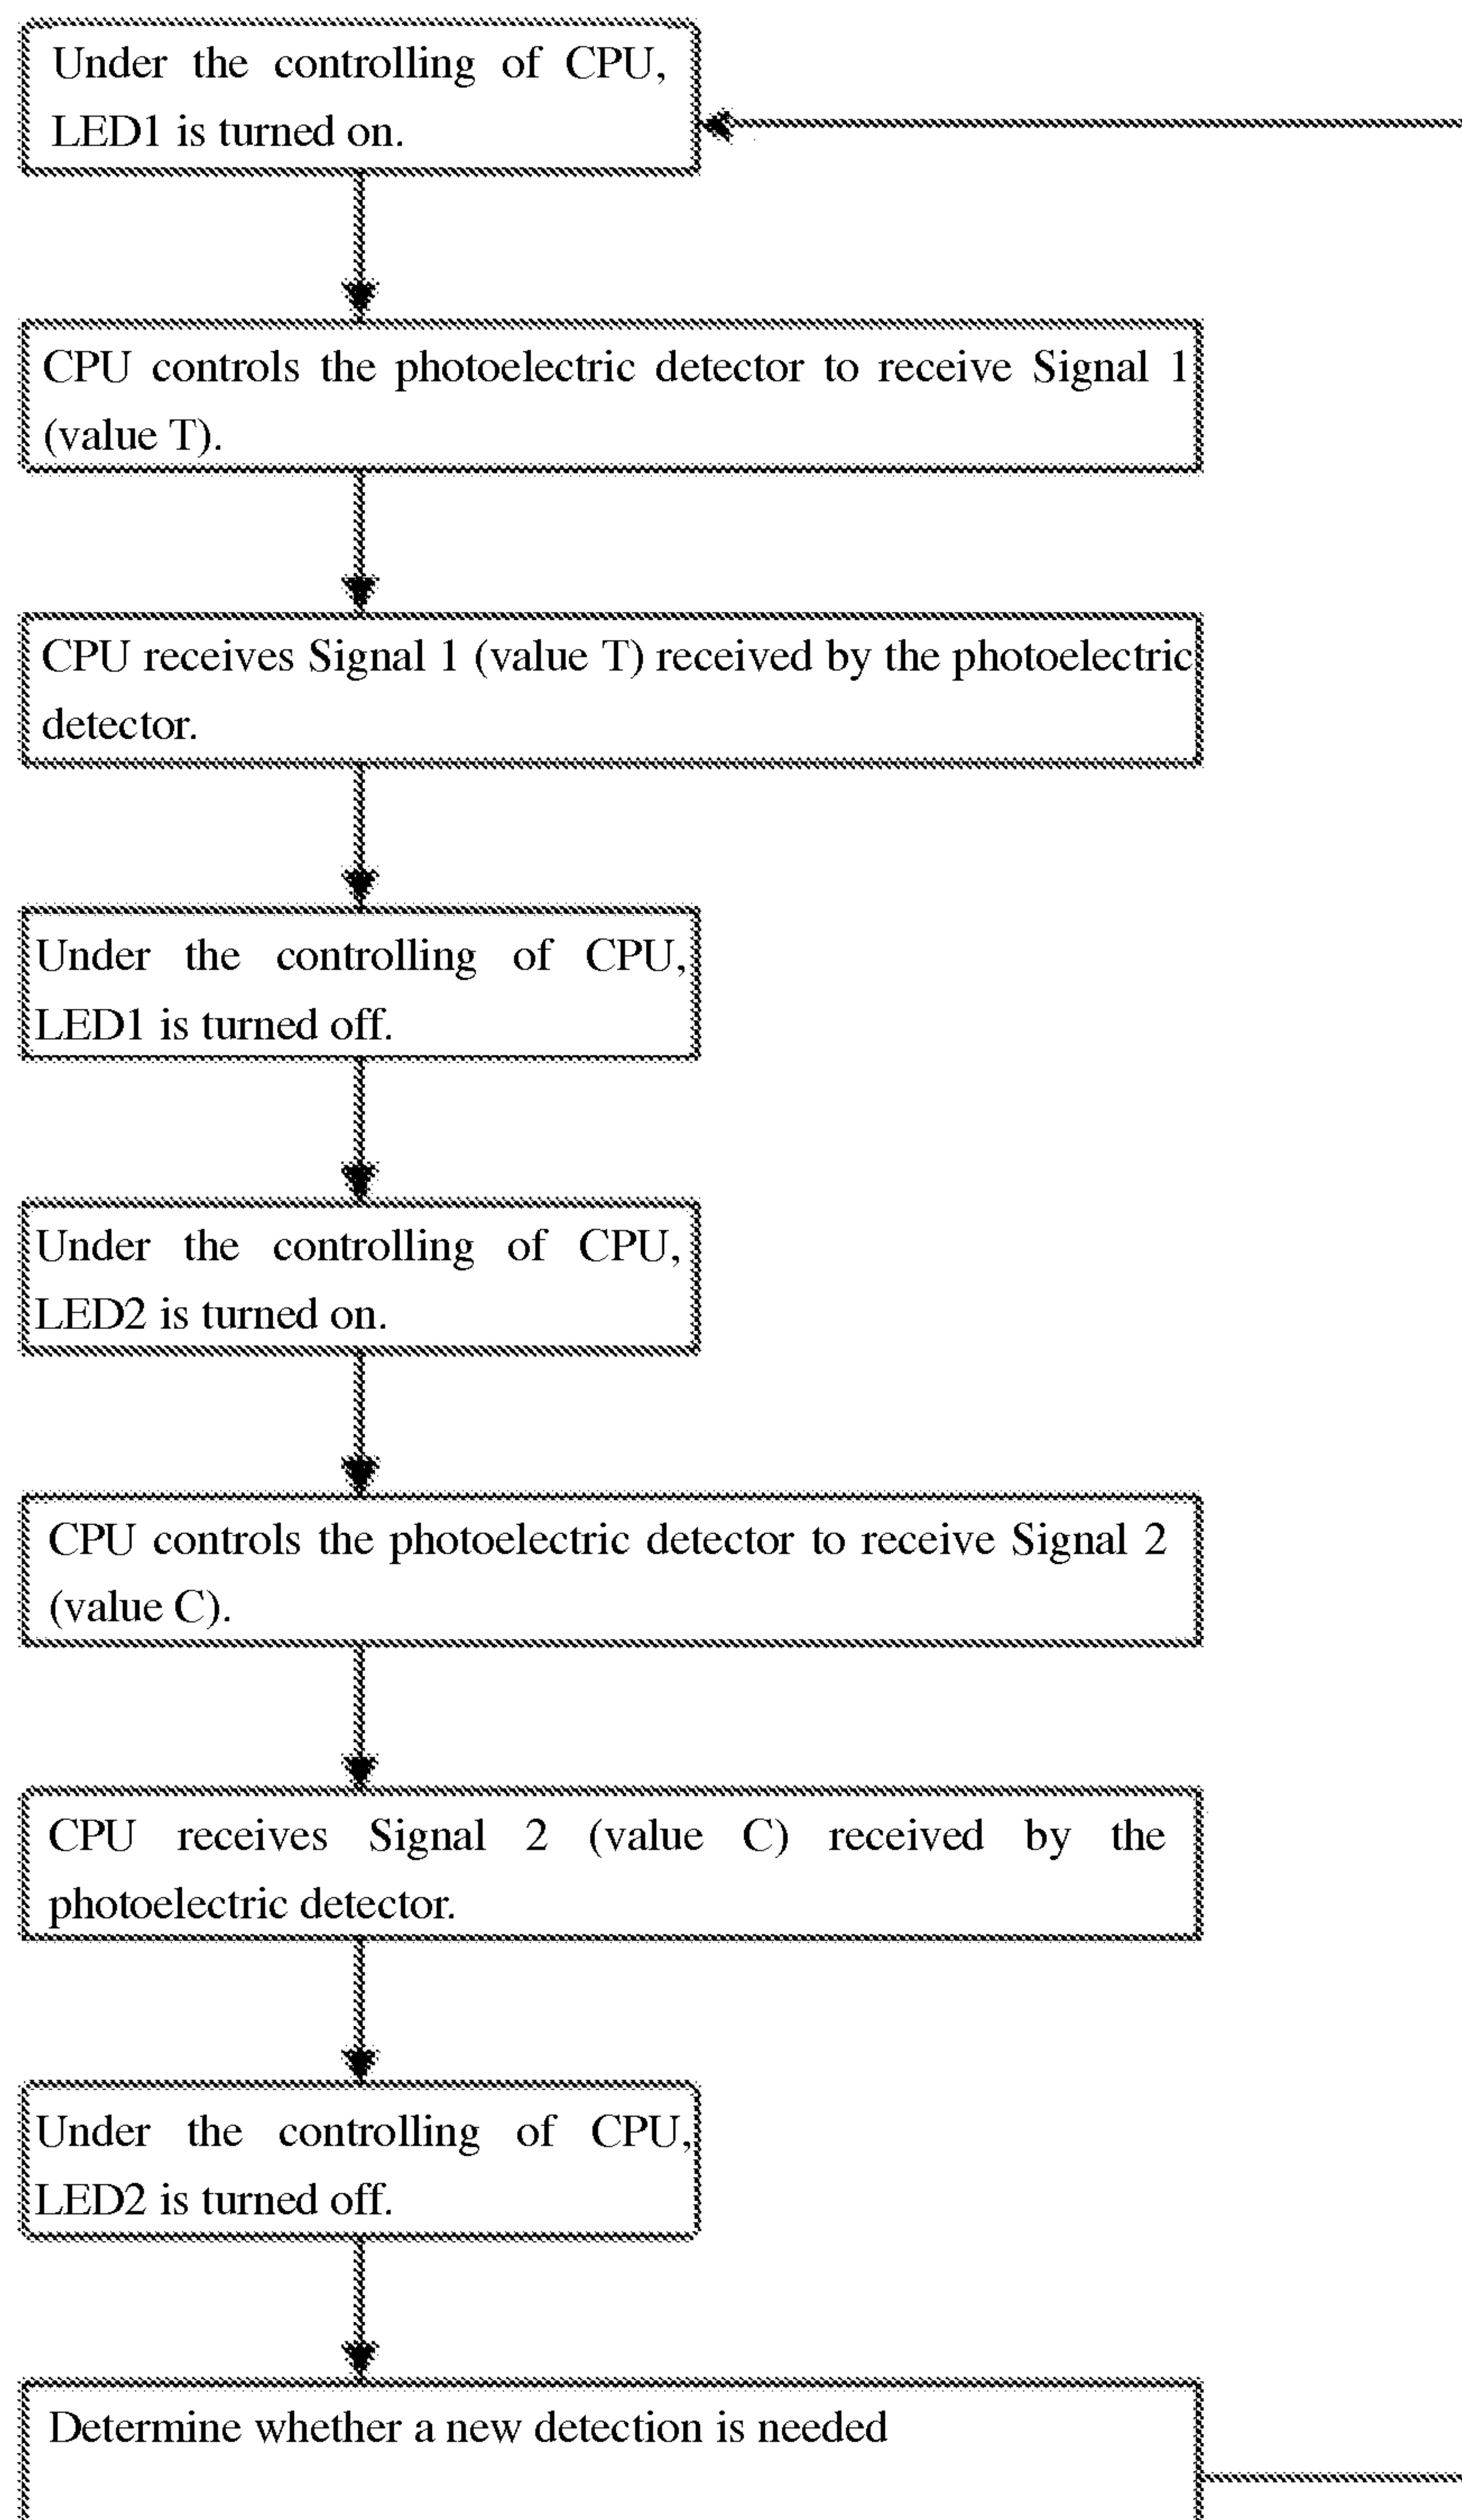 Under the controlling of CPU,
LED1 is turned on.
CPU controls the photoelectric detector to receive Signal 1
(value T).
CPU receives Signal 1 (value T) received by the photoelectric
detector.
Under the controlling of CPU,
LED1 is turned off.
Under the controlling of CPU,
LED2 is turned on.
CPU controls the photoelectric detector to receive Signal 2
(value C).
CPU receives Signal 2 (value C) received by the
photoelectric detector.
Under the controlling of CPU,
LED2 is turned off.
Determine whether a new detection is needed